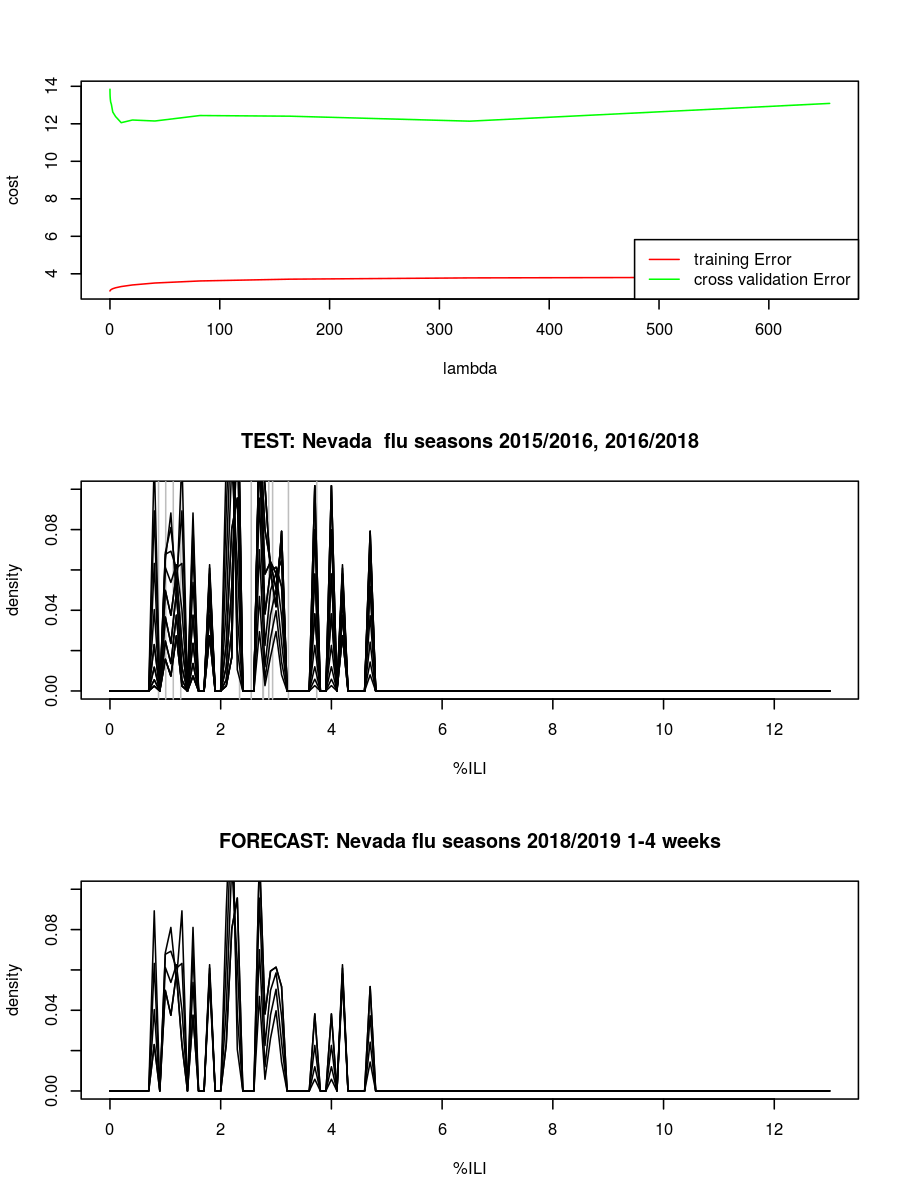 14
12
10
8
6
4
cost
training Error
cross validation Error
0 100 200 300 400 500 600
lambda
TEST: Nevada  flu seasons 2015/2016, 2016/2018
0.08
0.04
0.00
density
0 2 4 6 8 10 12
%ILI
FORECAST: Nevada flu seasons 2018/2019 1-4 weeks
0.08
0.04
0.00
density
0 2 4 6 8 10 12
%ILI